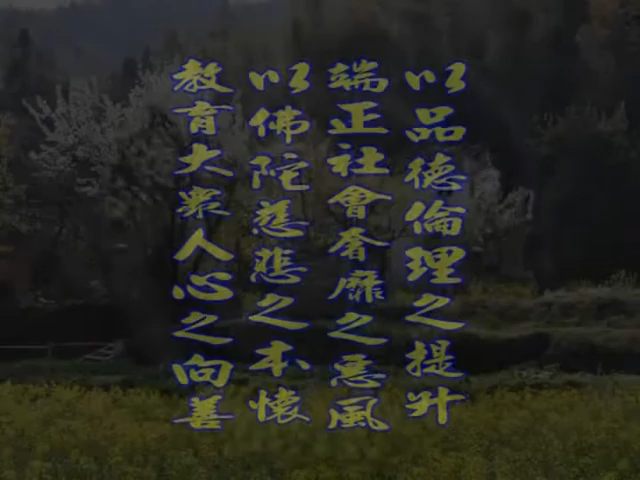 以品德倫理之提升
端正社會奢靡之惡風
以佛陀慈悲之本懷
教育大眾人心之向善